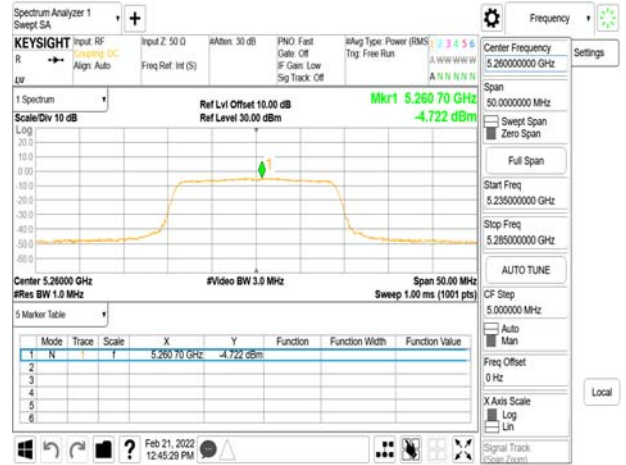 Spectrum Analyzer 1
Swept SA
Frequency
KEYSIGHT
Input: RF
Coupling: DC
Align: Auto
Input Z: 50 Ω
Freq Ref: Int (S)
#Atten: 30 dB
PNO: Fast
Gate: Off
IF Gain: Low
Sig Track: Off
#Avg Type: Power (RMS
Trig: Free Run
1 2 3 4 5 6
A W W W W W
A N N N N N
R
LVI
Center Frequency
5.260000000 GHz
Settings
1 Spectrum
Scale/Div 10 dB
Ref Lvl Offset 10.00 dB
Ref Level 30.00 dBm
Mkr1 5.260 70 GHz
-4.722 dBm
Log
20.0
10.0
0.00
-10.0
-20.0
-30.0
-40.0
-50.0
-60.0
1
Span
50.0000000 MHz
Swept Span
Zero Span
Full Span
Start Freq
5.235000000 GHz
Stop Freq
5.285000000 GHz
AUTO TUNE
CF Step
5.000000 MHz
Auto
Man
Freq Offset
0 Hz
X Axis Scale
Log
Lin
Signal Track
(Span Zoom)
Local
Center 5.26000 GHz
#Res BW 1.0 MHz
#Video BW 3.0 MHz
Span 50.00 MHz
Sweep 1.00 ms (1001 pts)
5 Marker Table
Mode Trace Scale X Y Function Function Width Function Value
1 N 1 f 5.260 70 GHz -4.722 dBm
2
3
4
5
6
?
Feb 21, 2022
12:45:29 PM